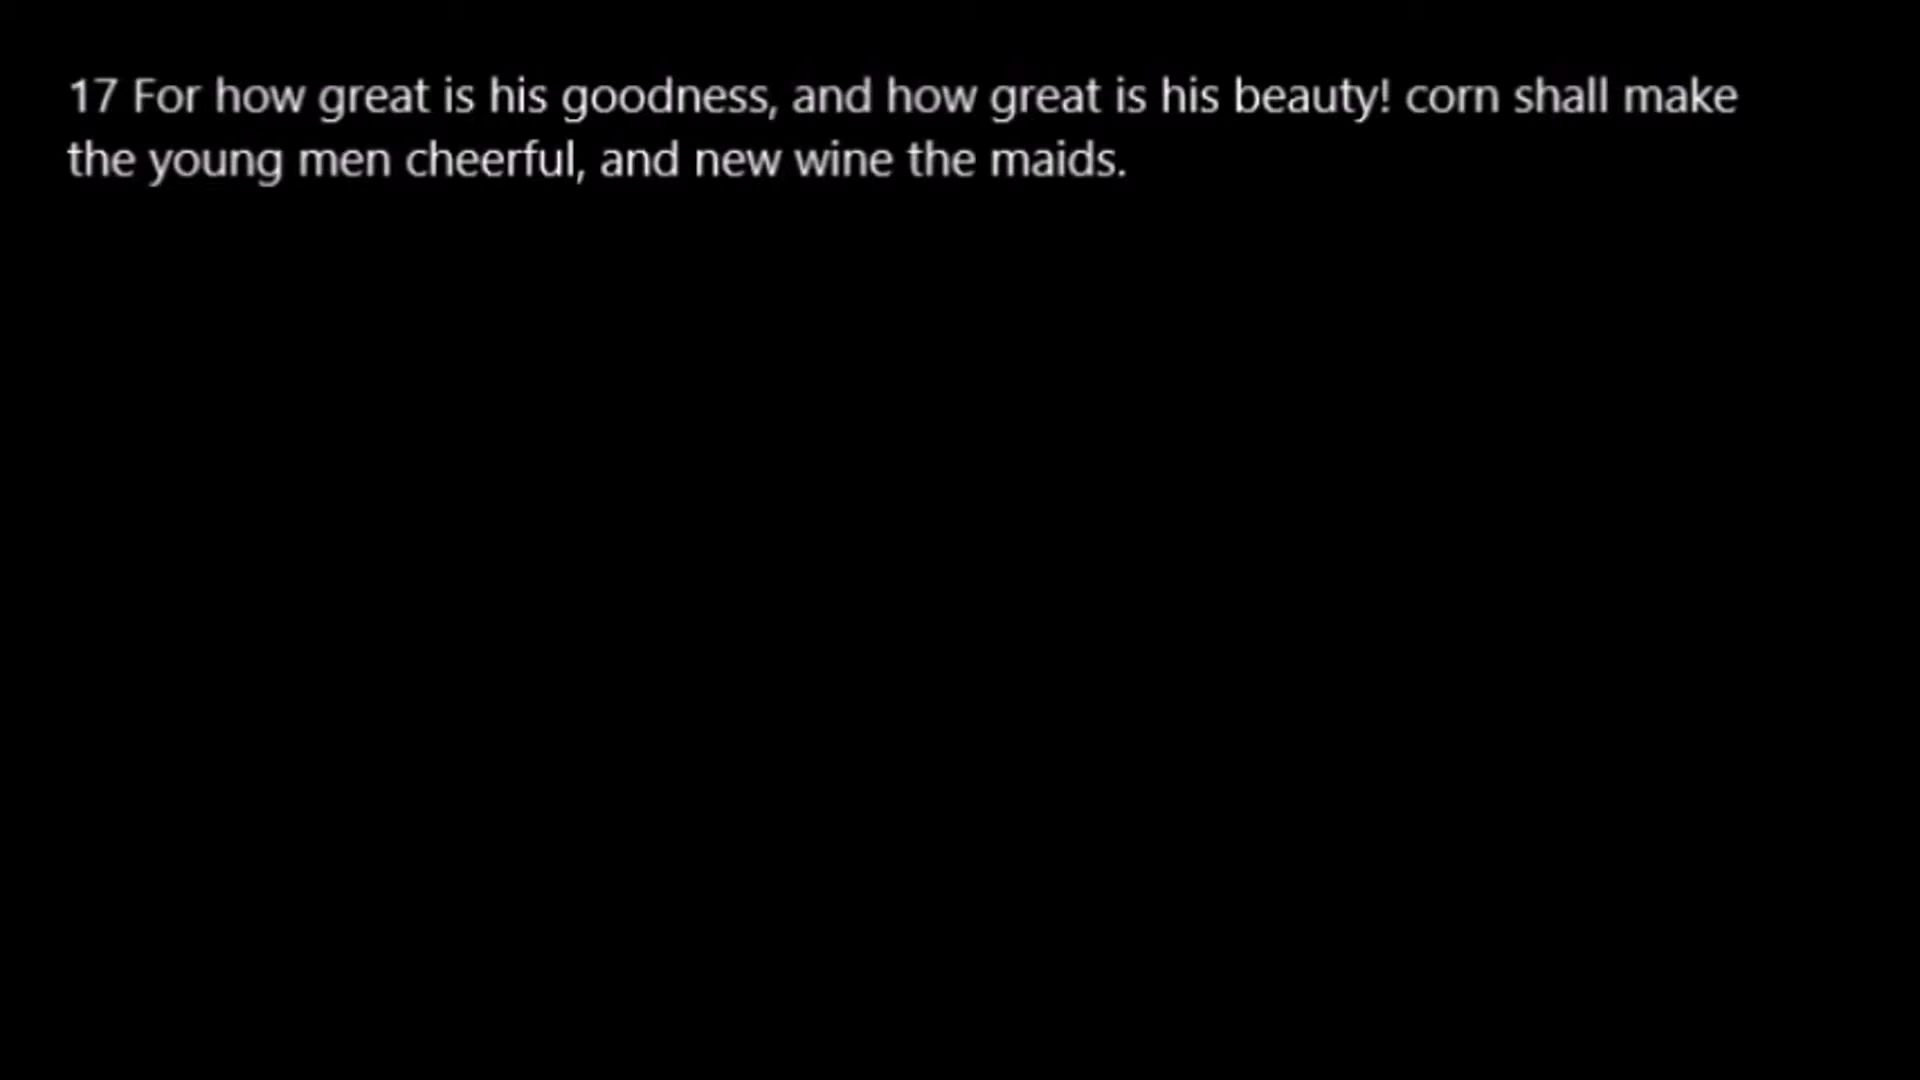 17 For how great is his goodness, and how great is his beauty! corn shall make
the young men cheerful, and new wine the maids.